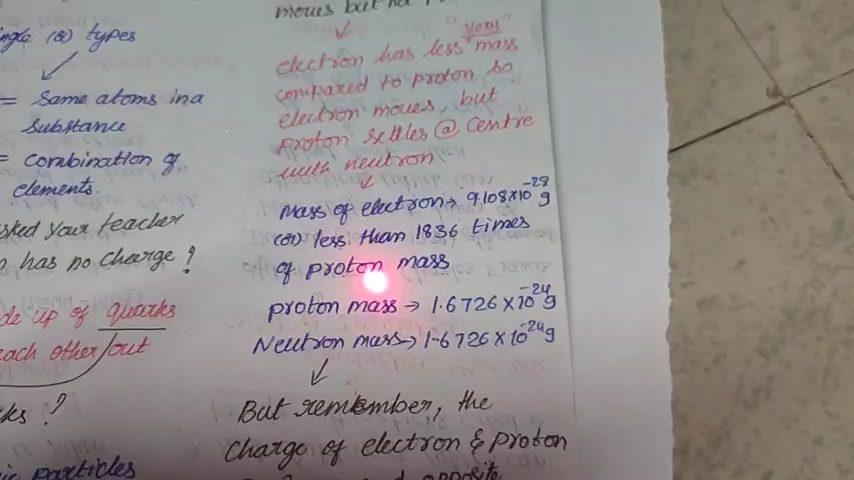 ngle (or) types
= Same atoms in a
substance
= combination of
elements.
sked your teacher
n has no charge ?
de up of quarks
each other/out
ks ?
ic particles
moves but no
"very"
electron has less mass
compared to proton so
electron moves, but
proton settles @ centre
with neutron
Mass of electron → 9.108×10⁻²⁸ g
(or) less than 1836 times
of proton mass
proton mass → 1.6726 × 10⁻²⁴ g
Neutron mass → 1.6726 × 10⁻²⁴ g
But remember, the
charge of electron & proton
opposite